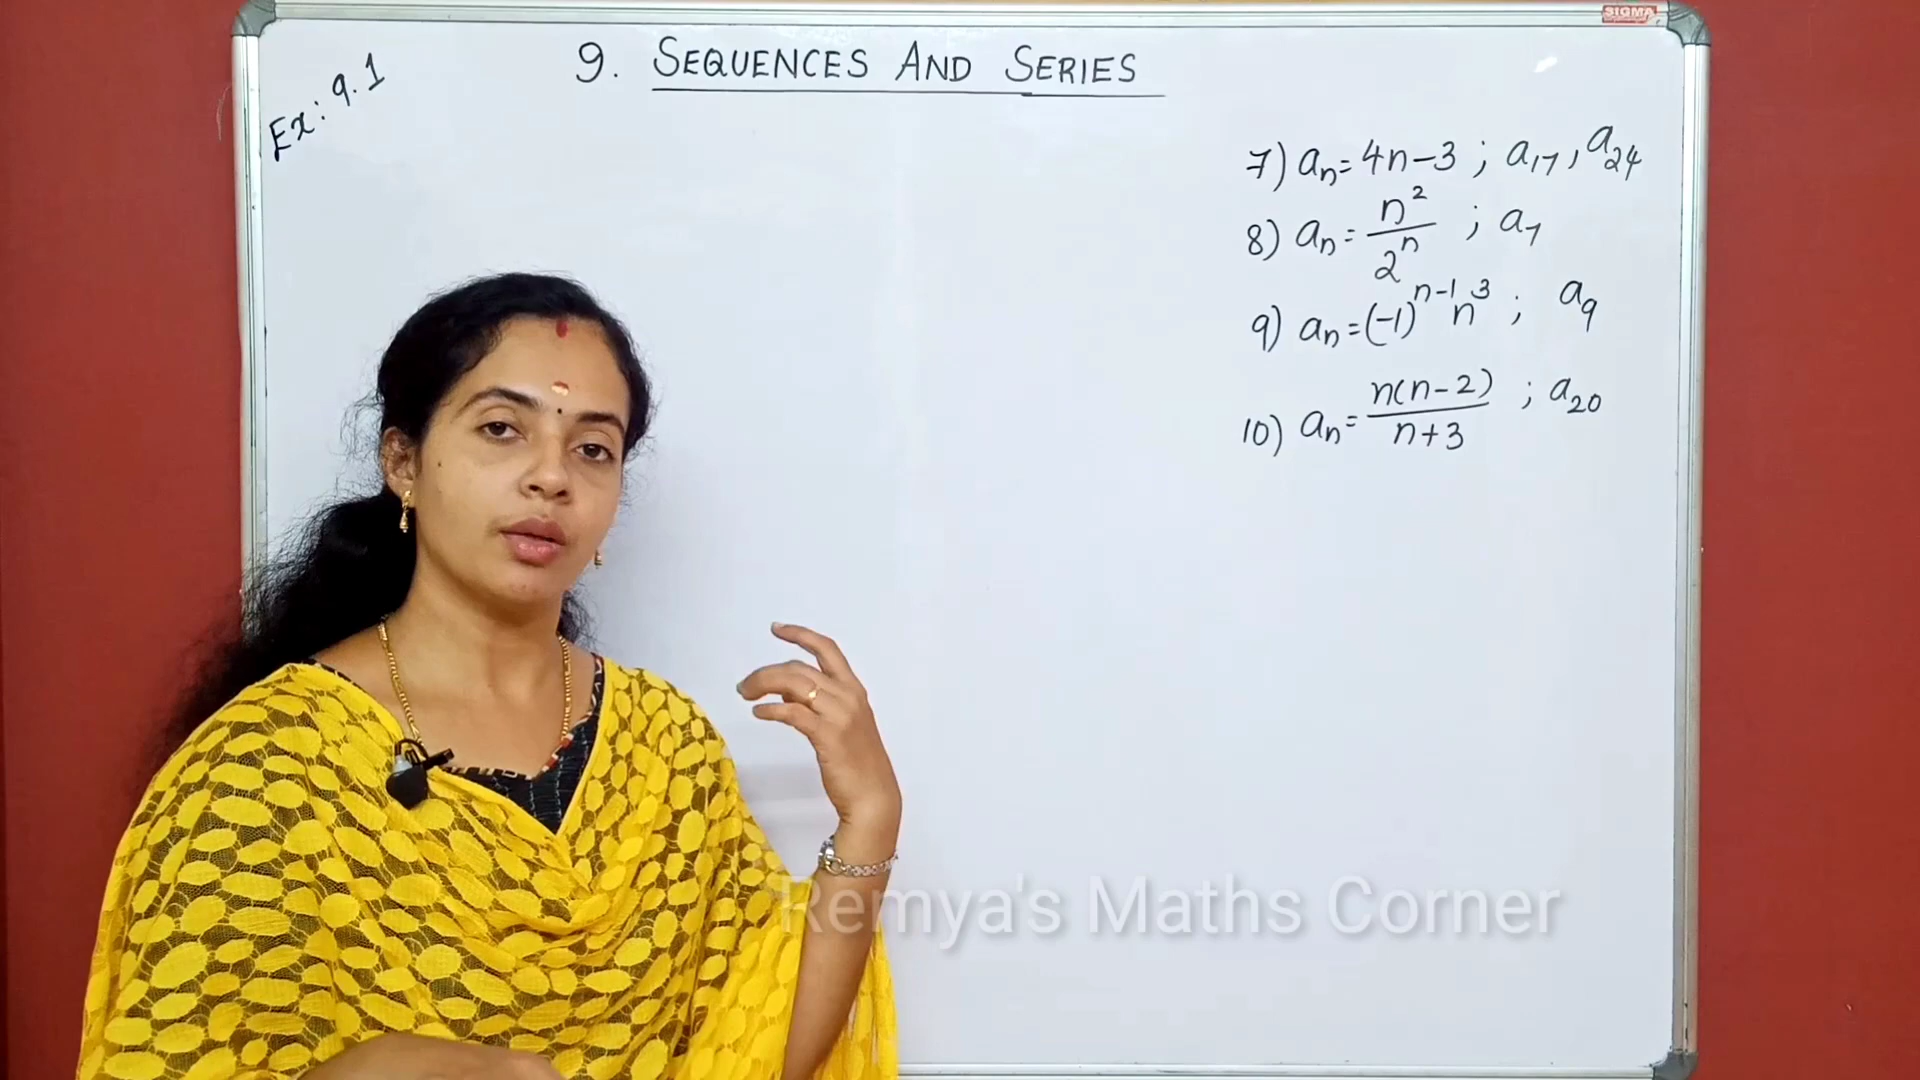 SIGMA
Ex: 9.1
9. SEQUENCES AND SERIES
7) aₙ = 4n-3 ; a₁₇, a₂₄
8) aₙ = n²/2ⁿ ; a₇
9) aₙ = (-1)ⁿ⁻¹ n³ ; a₉
10) aₙ = n(n-2)/n+3 ; a₂₀
Remya's Maths Corner